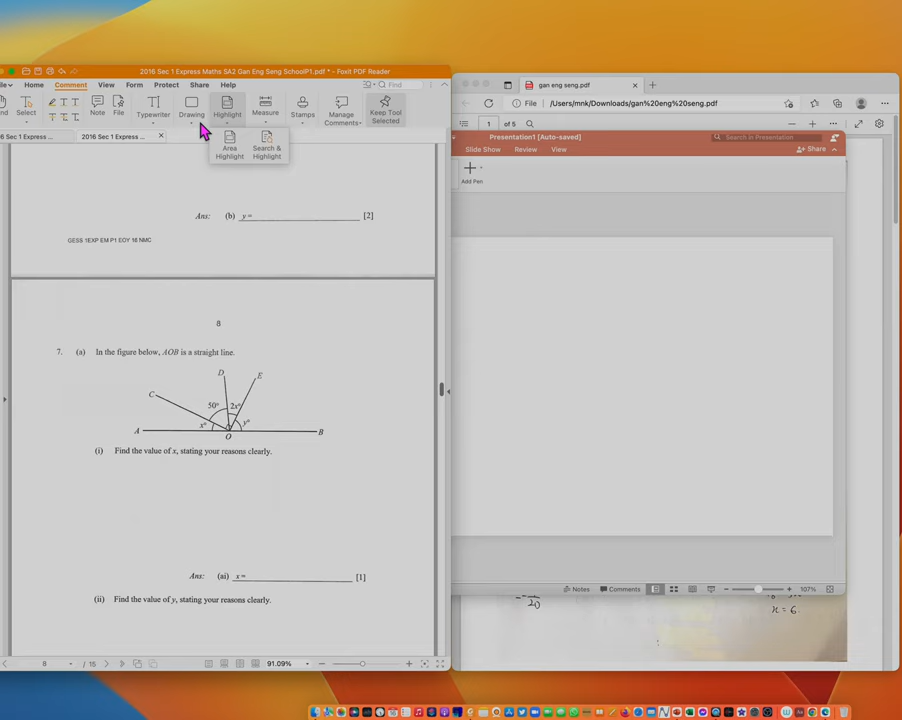 2016 Sec 1 Express Maths SA2 Gan Eng Seng SchoolP1.pdf * - Foxit PDF Reader
Home Comment View Form Protect Share Help Find
Select Note File Typewriter Drawing Highlight Measure Stamps Manage Comments Keep Tool Selected
Area Highlight
Search & Highlight
6 Sec 1 Express ...
2016 Sec 1 Express ...
Ans: (b) y = [2]
GESS 1EXP EM P1 EOY 16 NMC
8
7. (a) In the figure below, AOB is a straight line.
D E
C
50° 2x°
x° y°
A B
O
(i) Find the value of x, stating your reasons clearly.
Ans: (ai) x = [1]
(ii) Find the value of y, stating your reasons clearly.
8 / 15 91.09%
gan eng seng.pdf
File /Users/mnk/Downloads/gan%20eng%20seng.pdf
1 of 5
Presentation1 [Auto-saved] Search in Presentation
Slide Show Review View Share
Add Pen
Notes Comments 107%
20
x = 6.